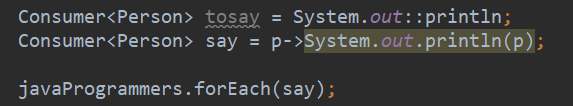 Consumer<Person> tosay = System.out::println;
Consumer<Person> say = p->System.out.println(p);
javaProgrammers.forEach(say);